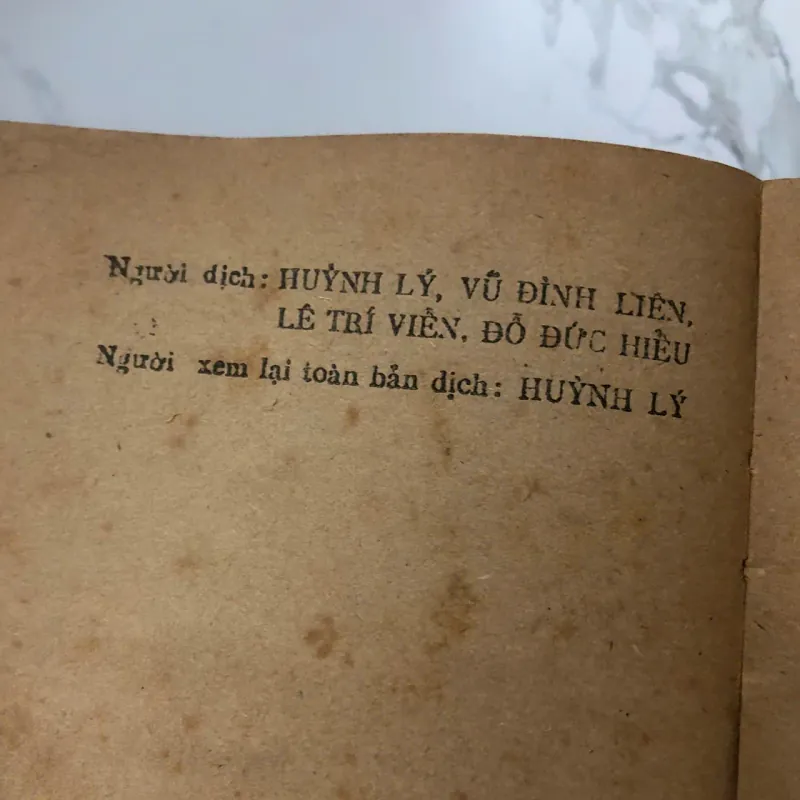 Người dịch: HUỲNH LÝ, VŨ ĐÌNH LIÊN,
LÊ TRÍ VIỄN, ĐỖ ĐỨC HIỂU
Người xem lại toàn bản dịch: HUỲNH LÝ